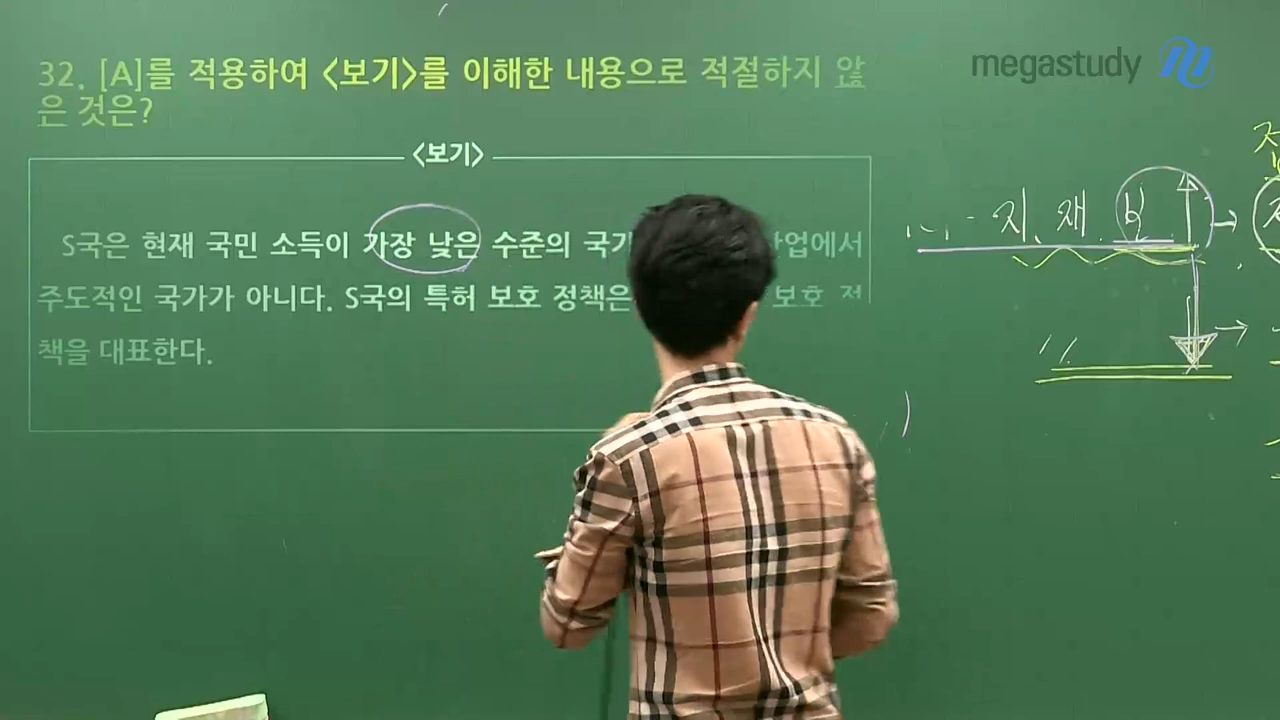 32. [A]를 적용하여 <보기>를 이해한 내용으로 적절하지 않
은 것은?
<보기>
S국은 현재 국민 소득이 가장 낮은 수준의 국가
산업에서
주도적인 국가가 아니다. S국의 특허 보호 정책은
보호 정
책을 대표한다.
megastudy
지 재